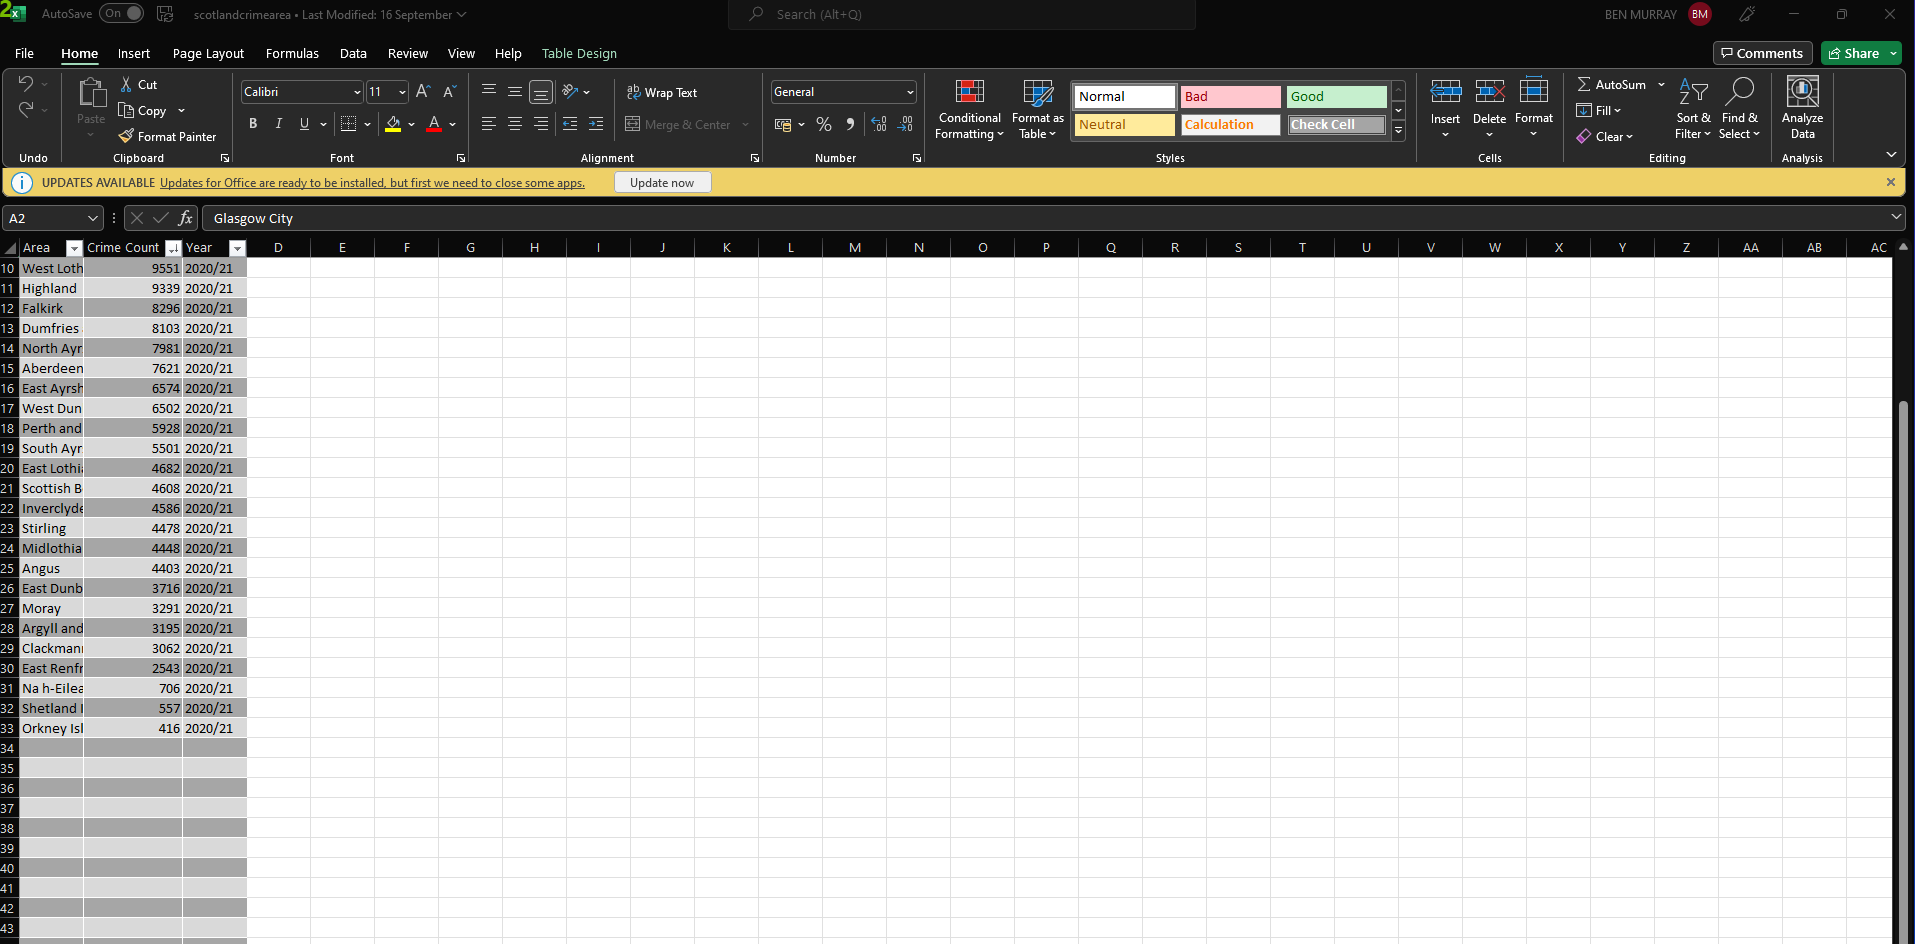 2
AutoSave On scotlandcrimearea • Last Modified: 16 September Search (Alt+Q) BEN MURRAY BM
File Home Insert Page Layout Formulas Data Review View Help Table Design Comments Share
Cut
Copy
Format Painter
Paste
Undo Clipboard
Calibri 11 A A
B I U A
Font
ab Wrap Text
Merge & Center
Alignment
General
% 9 .00 .00
Number
Conditional Formatting
Format as Table
Normal Bad Good
Neutral Calculation Check Cell
Styles
Insert Delete Format
Cells
AutoSum
Fill
Clear
Sort & Filter
Find & Select
Editing
Analyze Data
Analysis
UPDATES AVAILABLE Updates for Office are ready to be installed, but first we need to close some apps. Update now
A2 fx Glasgow City
Area Crime Count Year D E F G H I J K L M N O P Q R S T U V W X Y Z AA AB AC
10 West Loth 9551 2020/21
11 Highland 9339 2020/21
12 Falkirk 8296 2020/21
13 Dumfries 8103 2020/21
14 North Ayr 7981 2020/21
15 Aberdeen 7621 2020/21
16 East Ayrsh 6574 2020/21
17 West Dun 6502 2020/21
18 Perth and 5928 2020/21
19 South Ayr 5501 2020/21
20 East Lothi 4682 2020/21
21 Scottish B 4608 2020/21
22 Inverclyde 4586 2020/21
23 Stirling 4478 2020/21
24 Midlothia 4448 2020/21
25 Angus 4403 2020/21
26 East Dunb 3716 2020/21
27 Moray 3291 2020/21
28 Argyll and 3195 2020/21
29 Clackmann 3062 2020/21
30 East Renfr 2543 2020/21
31 Na h-Eilea 706 2020/21
32 Shetland I 557 2020/21
33 Orkney Isl 416 2020/21
34
35
36
37
38
39
40
41
42
43